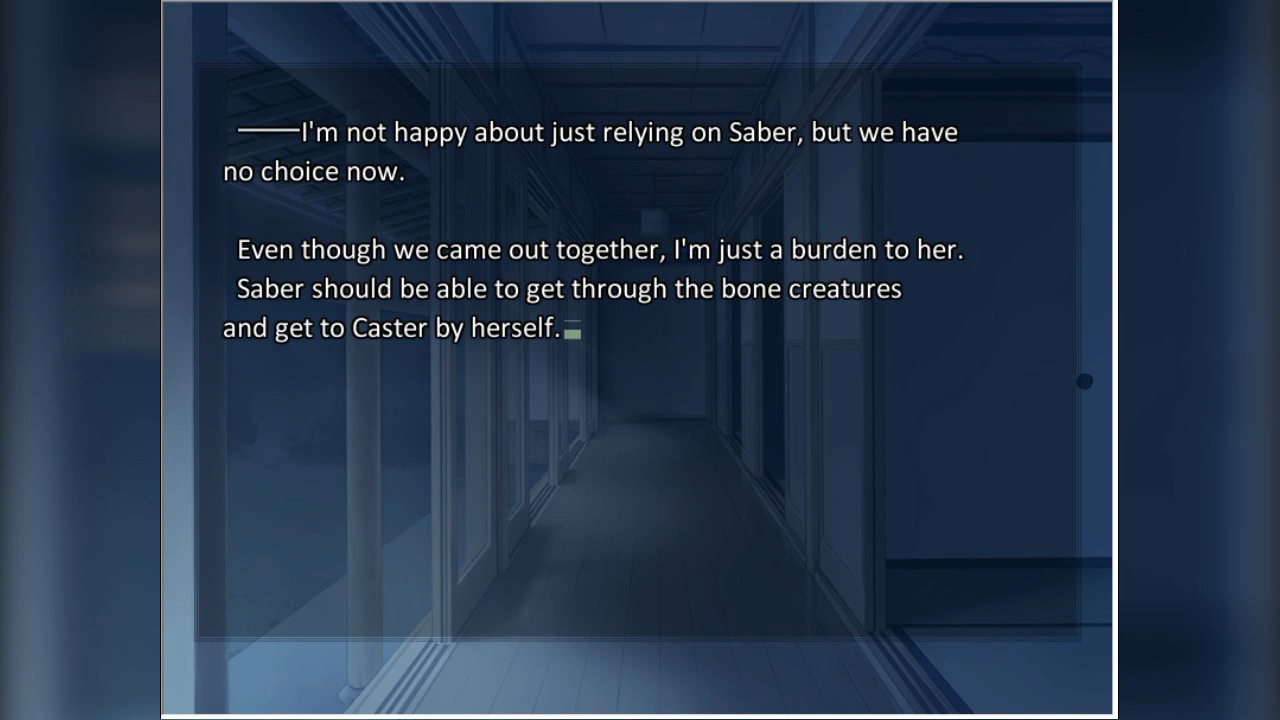 ———I'm not happy about just relying on Saber, but we have
no choice now.
Even though we came out together, I'm just a burden to her.
Saber should be able to get through the bone creatures
and get to Caster by herself.